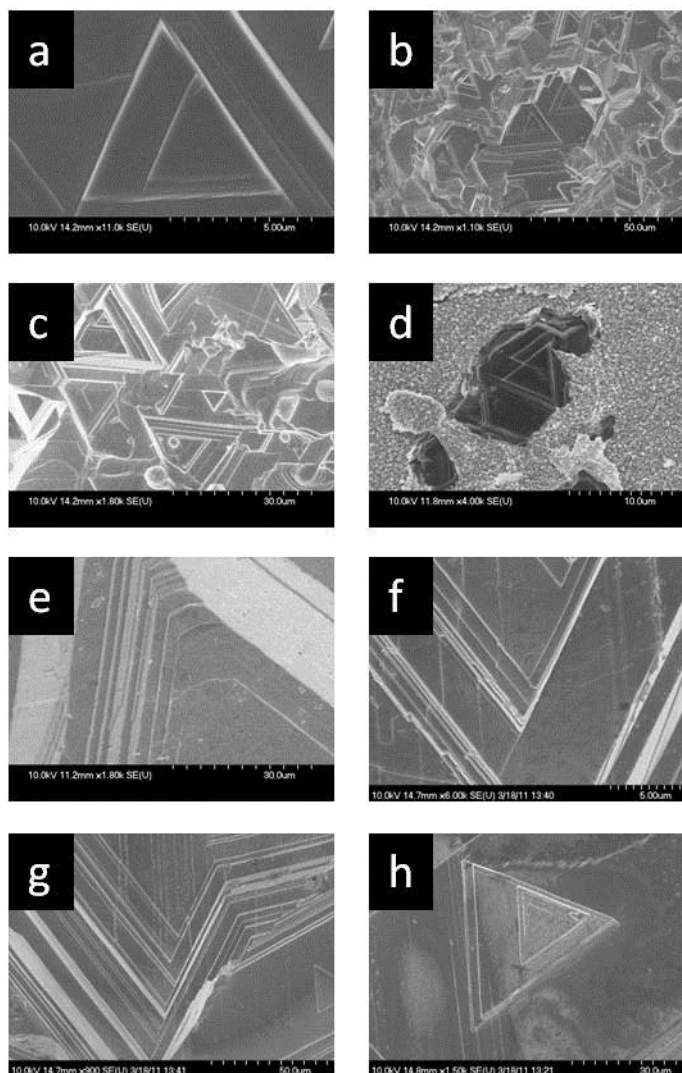 a
b
10.0kV 14.2mm x11.0k SE(U) 5.00um
10.0kV 14.2mm x1.10k SE(U) 50.0um
c
d
10.0kV 14.2mm x1.80k SE(U) 30.0um
10.0kV 11.8mm x4.00k SE(U) 10.0um
e
f
10.0kV 11.2mm x1.80k SE(U) 30.0um
10.0kV 14.7mm x6.00k SE(U) 3/18/11 13:40 5.00um
g
h
10.0kV 14.7mm x900 SE(U) 3/18/11 13:41 50.0um
10.0kV 14.8mm x1.50k SE(U) 3/18/11 13:21 30.0um